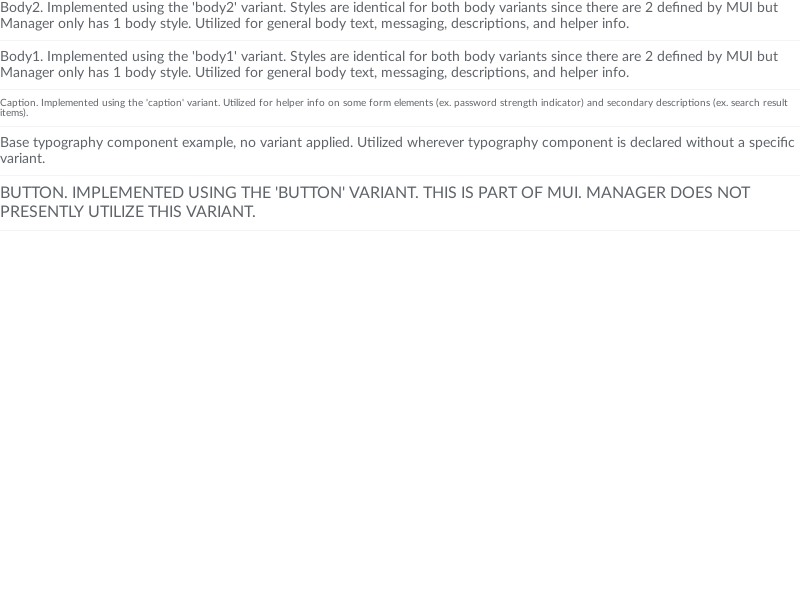 Body2. Implemented using the 'body2' variant. Styles are identical for both body variants since there are 2 defined by MUI but
Manager only has 1 body style. Utilized for general body text, messaging, descriptions, and helper info.
Body1. Implemented using the 'body1' variant. Styles are identical for both body variants since there are 2 defined by MUI but
Manager only has 1 body style. Utilized for general body text, messaging, descriptions, and helper info.
Caption. Implemented using the 'caption' variant. Utilized for helper info on some form elements (ex. password strength indicator) and secondary descriptions (ex. search result
items).
Base typography component example, no variant applied. Utilized wherever typography component is declared without a specific
variant.
BUTTON. IMPLEMENTED USING THE 'BUTTON' VARIANT. THIS IS PART OF MUI. MANAGER DOES NOT
PRESENTLY UTILIZE THIS VARIANT.